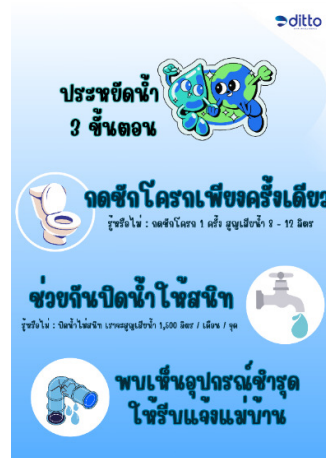 ditto
ประหยัดน้ำ
3 ขั้นตอน
กดชักโครกเพียงครั้งเดียว
รู้หรือไม่ : กดชักโครก 1 ครั้ง สูญเสียน้ำ 8 - 12 ลิตร
ช่วยกันปิดน้ำให้สนิท
รู้หรือไม่ : ปิดน้ำไม่สนิท เราจะสูญเสียน้ำ 1,500 ลิตร / เดือน / จุด
พบเห็นอุปกรณ์ชำรุด
ให้รีบแจ้งแม่บ้าน